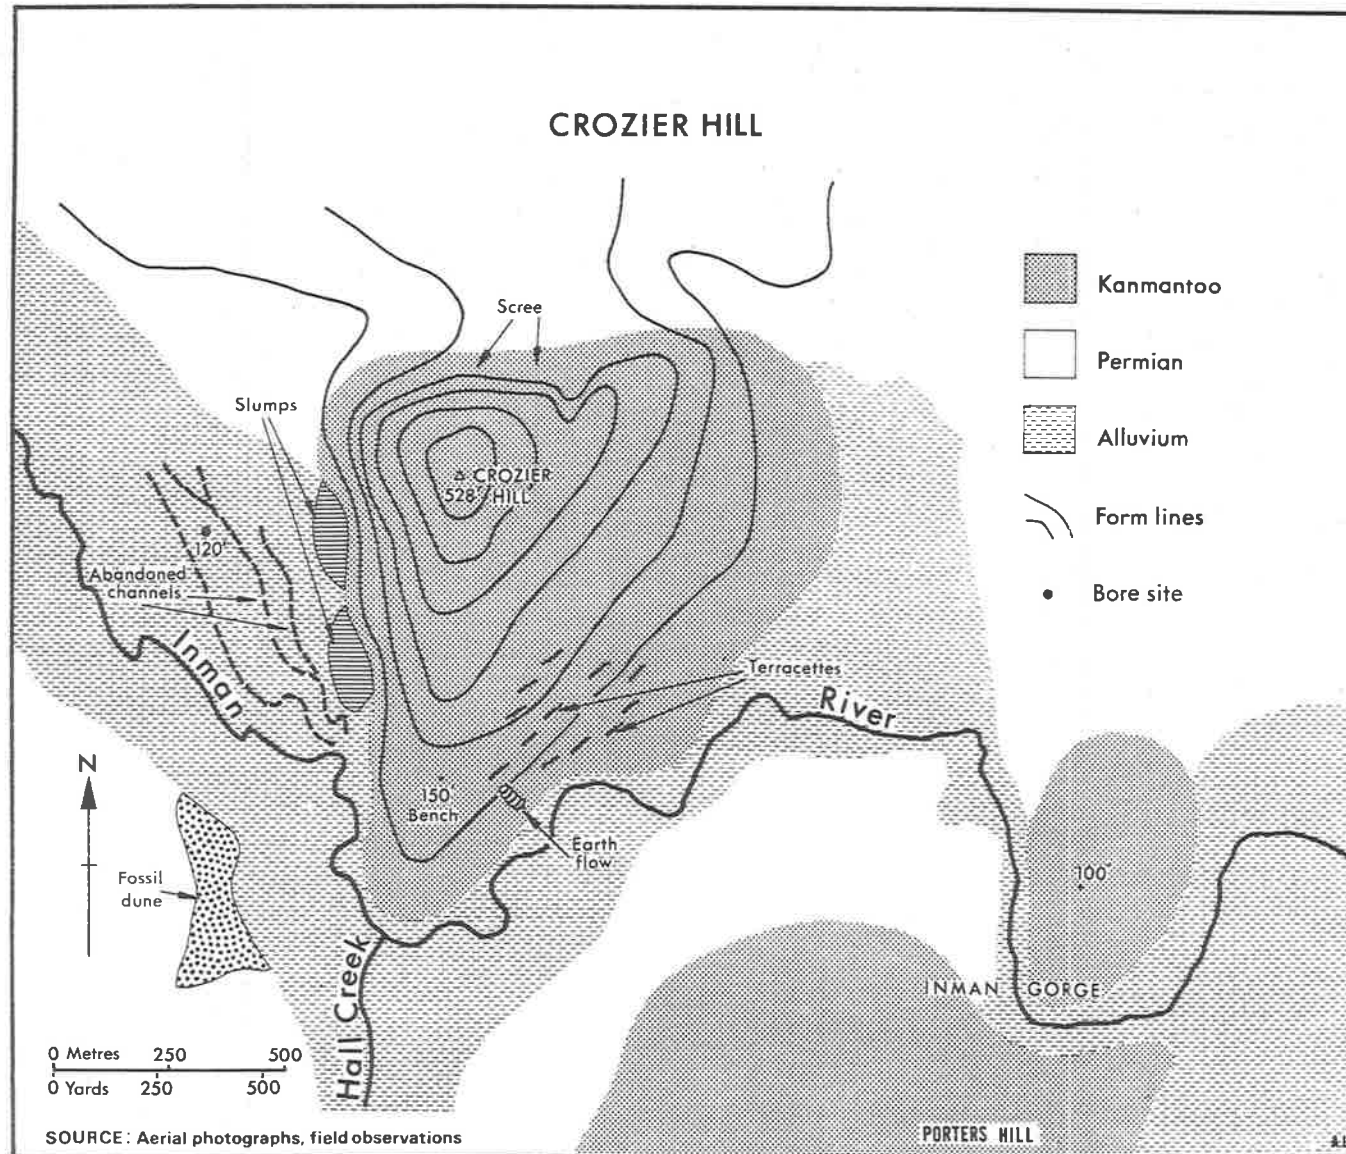 CROZIER HILL
Kanmantoo
Permian
Alluvium
Form lines
Bore site
Scree
Slumps
CROZIER
528' HILL
120'
Abandoned
channels
Inman
River
Terracettes
150'
Bench
Earth
flow
N
Fossil
dune
Hall Creek
100'
INMAN GORGE
0 Metres 250 500
0 Yards 250 500
SOURCE: Aerial photographs, field observations
PORTERS HILL